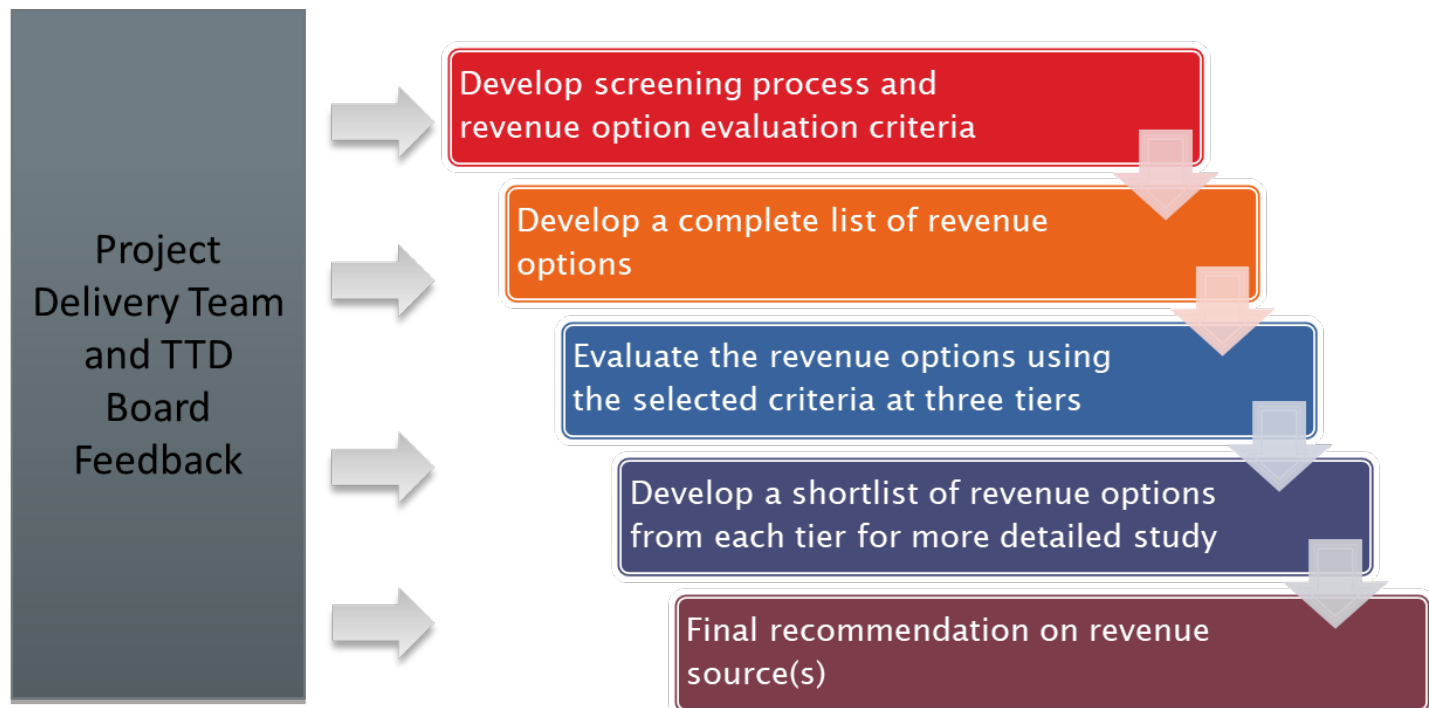 Project
Delivery Team
and TTD
Board
Feedback
Develop screening process and
revenue option evaluation criteria
Develop a complete list of revenue
options
Evaluate the revenue options using
the selected criteria at three tiers
Develop a shortlist of revenue options
from each tier for more detailed study
Final recommendation on revenue
source(s)